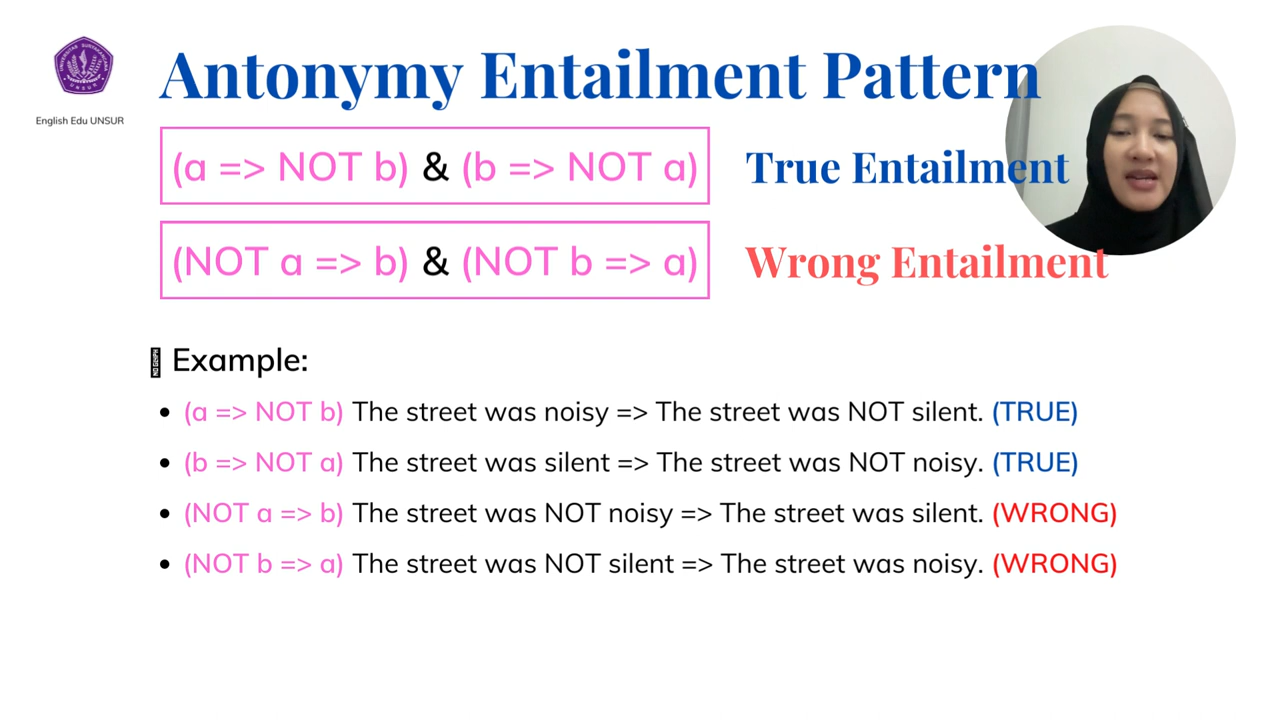 Antonymy Entailment Pattern
English Edu UNSUR
(a => NOT b) & (b => NOT a) True Entailment
(NOT a => b) & (NOT b => a) Wrong Entailment
NO GLYPH Example:
• (a => NOT b) The street was noisy => The street was NOT silent. (TRUE)
• (b => NOT a) The street was silent => The street was NOT noisy. (TRUE)
• (NOT a => b) The street was NOT noisy => The street was silent. (WRONG)
• (NOT b => a) The street was NOT silent => The street was noisy. (WRONG)